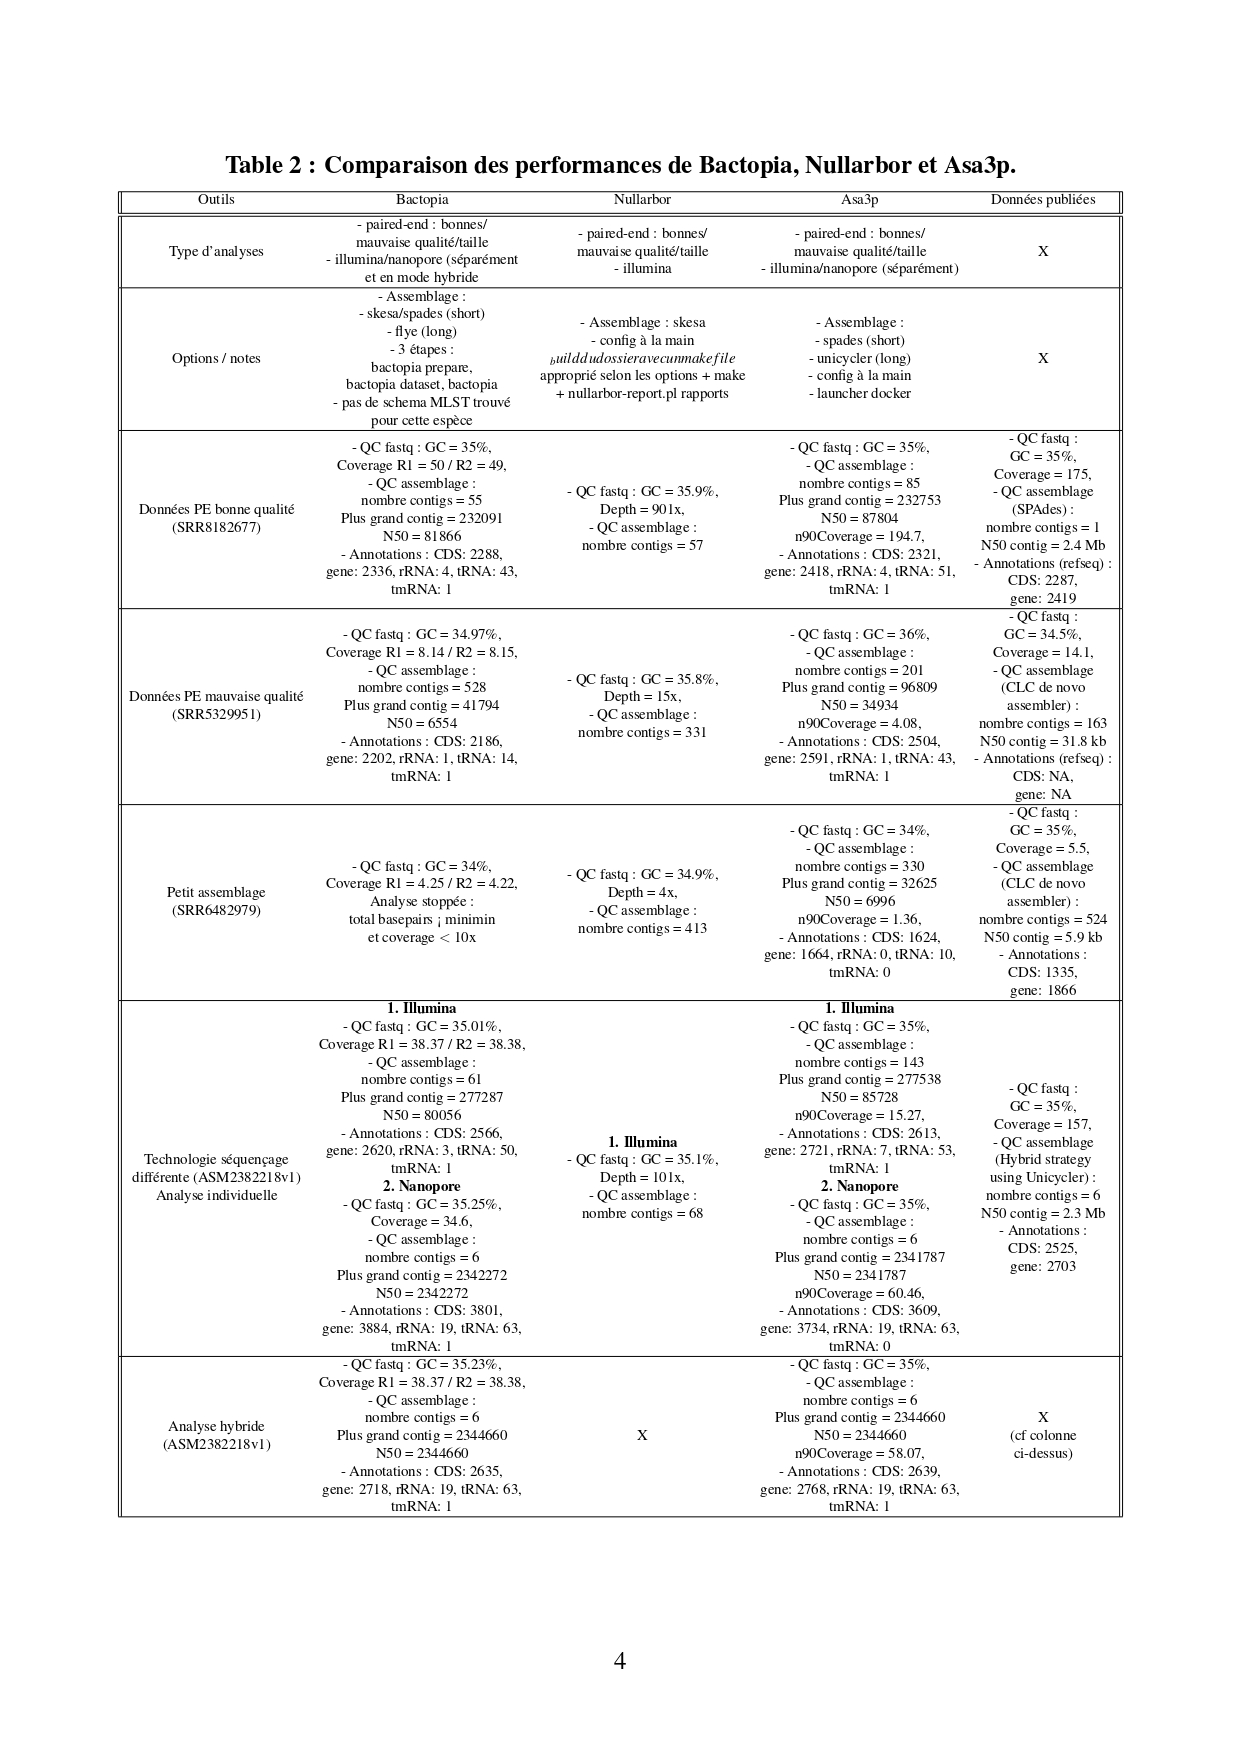 Table 2 : Comparaison des performances de Bactopia, Nullarbor et Asa3p.
Outils
Bactopia
Nullarbor
Asa3p
Données publiées
Type d'analyses
- paired-end : bonnes/
mauvaise qualité/taille
- illumina/nanopore (séparément
et en mode hybride
- paired-end : bonnes/
mauvaise qualité/taille
- illumina
- paired-end : bonnes/
mauvaise qualité/taille
- illumina/nanopore (séparément)
X
Options / notes
- Assemblage :
- skesa/spades (short)
- flye (long)
- 3 étapes :
bactopia prepare,
bactopia dataset, bactopia
- pas de schema MLST trouvé
pour cette espèce
- Assemblage : skesa
- config à la main
builddudossieravecunmakefile
approprié selon les options + make
+ nullarbor-report.pl rapports
- Assemblage :
- spades (short)
- unicycler (long)
- config à la main
- launcher docker
X
Données PE bonne qualité
(SRR8182677)
- QC fastq : GC = 35%,
Coverage R1 = 50 / R2 = 49,
- QC assemblage :
nombre contigs = 55
Plus grand contig = 232091
N50 = 81866
- Annotations : CDS: 2288,
gene: 2336, rRNA: 4, tRNA: 43,
tmRNA: 1
- QC fastq : GC = 35.9%,
Depth = 901x,
- QC assemblage :
nombre contigs = 57
- QC fastq : GC = 35%,
- QC assemblage :
nombre contigs = 85
Plus grand contig = 232753
N50 = 87804
n90Coverage = 194.7,
- Annotations : CDS: 2321,
gene: 2418, rRNA: 4, tRNA: 51,
tmRNA: 1
- QC fastq :
GC = 35%,
Coverage = 175,
- QC assemblage
(SPAdes) :
nombre contigs = 1
N50 contig = 2.4 Mb
- Annotations (refseq) :
CDS: 2287,
gene: 2419
Données PE mauvaise qualité
(SRR5329951)
- QC fastq : GC = 34.97%,
Coverage R1 = 8.14 / R2 = 8.15,
- QC assemblage :
nombre contigs = 528
Plus grand contig = 41794
N50 = 6554
- Annotations : CDS: 2186,
gene: 2202, rRNA: 1, tRNA: 14,
tmRNA: 1
- QC fastq : GC = 35.8%,
Depth = 15x,
- QC assemblage :
nombre contigs = 331
- QC fastq : GC = 36%,
- QC assemblage :
nombre contigs = 201
Plus grand contig = 96809
N50 = 34934
n90Coverage = 4.08,
- Annotations : CDS: 2504,
gene: 2591, rRNA: 1, tRNA: 43,
tmRNA: 1
- QC fastq :
GC = 34.5%,
Coverage = 14.1,
- QC assemblage
(CLC de novo
assembler) :
nombre contigs = 163
N50 contig = 31.8 kb
- Annotations (refseq) :
CDS: NA,
gene: NA
Petit assemblage
(SRR6482979)
- QC fastq : GC = 34%,
Coverage R1 = 4.25 / R2 = 4.22,
Analyse stoppée :
total basepairs ¡ minimin
et coverage < 10x
- QC fastq : GC = 34.9%,
Depth = 4x,
- QC assemblage :
nombre contigs = 413
- QC fastq : GC = 34%,
- QC assemblage :
nombre contigs = 330
Plus grand contig = 32625
N50 = 6996
n90Coverage = 1.36,
- Annotations : CDS: 1624,
gene: 1664, rRNA: 0, tRNA: 10,
tmRNA: 0
- QC fastq :
GC = 35%,
Coverage = 5.5,
- QC assemblage
(CLC de novo
assembler) :
nombre contigs = 524
N50 contig = 5.9 kb
- Annotations :
CDS: 1335,
gene: 1866
Technologie séquençage
différente (ASM2382218v1)
Analyse individuelle
1. Illumina
- QC fastq : GC = 35.01%,
Coverage R1 = 38.37 / R2 = 38.38,
- QC assemblage :
nombre contigs = 61
Plus grand contig = 277287
N50 = 80056
- Annotations : CDS: 2566,
gene: 2620, rRNA: 3, tRNA: 50,
tmRNA: 1
2. Nanopore
- QC fastq : GC = 35.25%,
Coverage = 34.6,
- QC assemblage :
nombre contigs = 6
Plus grand contig = 2342272
N50 = 2342272
- Annotations : CDS: 3801,
gene: 3884, rRNA: 19, tRNA: 63,
tmRNA: 1
1. Illumina
- QC fastq : GC = 35.1%,
Depth = 101x,
- QC assemblage :
nombre contigs = 68
1. Illumina
- QC fastq : GC = 35%,
- QC assemblage :
nombre contigs = 143
Plus grand contig = 277538
N50 = 85728
n90Coverage = 15.27,
- Annotations : CDS: 2613,
gene: 2721, rRNA: 7, tRNA: 53,
tmRNA: 1
2. Nanopore
- QC fastq : GC = 35%,
- QC assemblage :
nombre contigs = 6
Plus grand contig = 2341787
N50 = 2341787
n90Coverage = 60.46,
- Annotations : CDS: 3609,
gene: 3734, rRNA: 19, tRNA: 63,
tmRNA: 0
- QC fastq :
GC = 35%,
Coverage = 157,
- QC assemblage
(Hybrid strategy
using Unicycler) :
nombre contigs = 6
N50 contig = 2.3 Mb
- Annotations :
CDS: 2525,
gene: 2703
Analyse hybride
(ASM2382218v1)
- QC fastq : GC = 35.23%,
Coverage R1 = 38.37 / R2 = 38.38,
- QC assemblage :
nombre contigs = 6
Plus grand contig = 2344660
N50 = 2344660
- Annotations : CDS: 2635,
gene: 2718, rRNA: 19, tRNA: 63,
tmRNA: 1
X
- QC fastq : GC = 35%,
- QC assemblage :
nombre contigs = 6
Plus grand contig = 2344660
N50 = 2344660
n90Coverage = 58.07,
- Annotations : CDS: 2639,
gene: 2768, rRNA: 19, tRNA: 63,
tmRNA: 1
X
(cf colonne
ci-dessus)
4